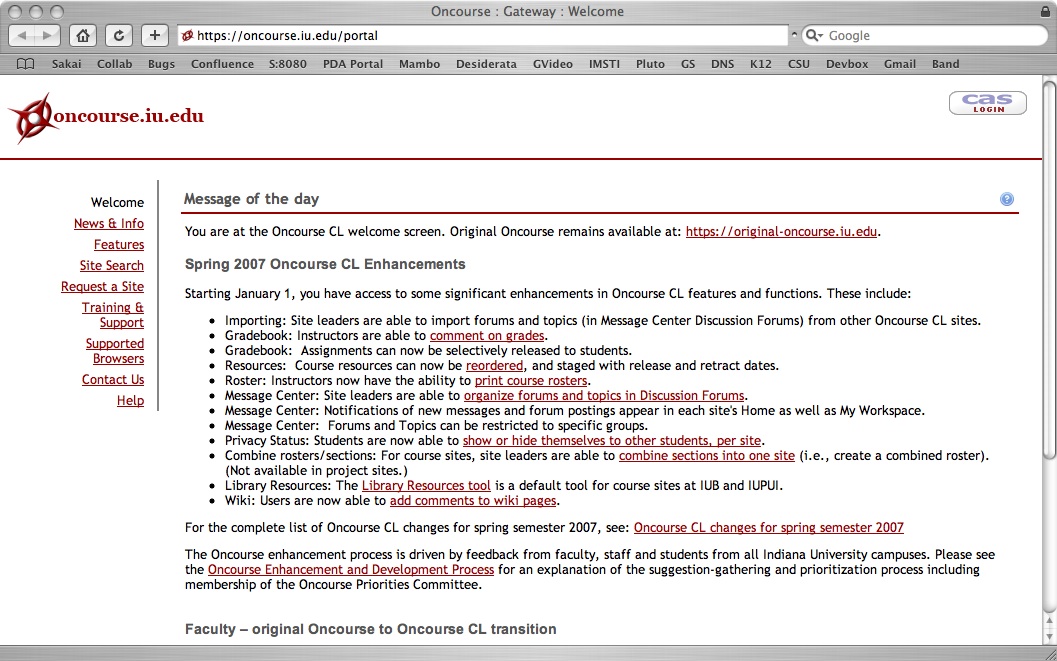 Oncourse : Gateway : Welcome
https://oncourse.iu.edu/portal
Google
Sakai Collab Bugs Confluence S:8080 PDA Portal Mambo Desiderata GVideo IMSTI Pluto GS DNS K12 CSU Devbox Gmail Band
oncourse.iu.edu
cas
LOGIN
Welcome
News & Info
Features
Site Search
Request a Site
Training &
Support
Supported
Browsers
Contact Us
Help
Message of the day
?
You are at the Oncourse CL welcome screen. Original Oncourse remains available at: https://original-oncourse.iu.edu.
Spring 2007 Oncourse CL Enhancements
Starting January 1, you have access to some significant enhancements in Oncourse CL features and functions. These include:
• Importing: Site leaders are able to import forums and topics (in Message Center Discussion Forums) from other Oncourse CL sites.
• Gradebook: Instructors are able to comment on grades.
• Gradebook: Assignments can now be selectively released to students.
• Resources: Course resources can now be reordered, and staged with release and retract dates.
• Roster: Instructors now have the ability to print course rosters.
• Message Center: Site leaders are able to organize forums and topics in Discussion Forums.
• Message Center: Notifications of new messages and forum postings appear in each site's Home as well as My Workspace.
• Message Center: Forums and Topics can be restricted to specific groups.
• Privacy Status: Students are now able to show or hide themselves to other students, per site.
• Combine rosters/sections: For course sites, site leaders are able to combine sections into one site (i.e., create a combined roster).
(Not available in project sites.)
• Library Resources: The Library Resources tool is a default tool for course sites at IUB and IUPUI.
• Wiki: Users are now able to add comments to wiki pages.
For the complete list of Oncourse CL changes for spring semester 2007, see: Oncourse CL changes for spring semester 2007
The Oncourse enhancement process is driven by feedback from faculty, staff and students from all Indiana University campuses. Please see
the Oncourse Enhancement and Development Process for an explanation of the suggestion-gathering and prioritization process including
membership of the Oncourse Priorities Committee.
Faculty – original Oncourse to Oncourse CL transition